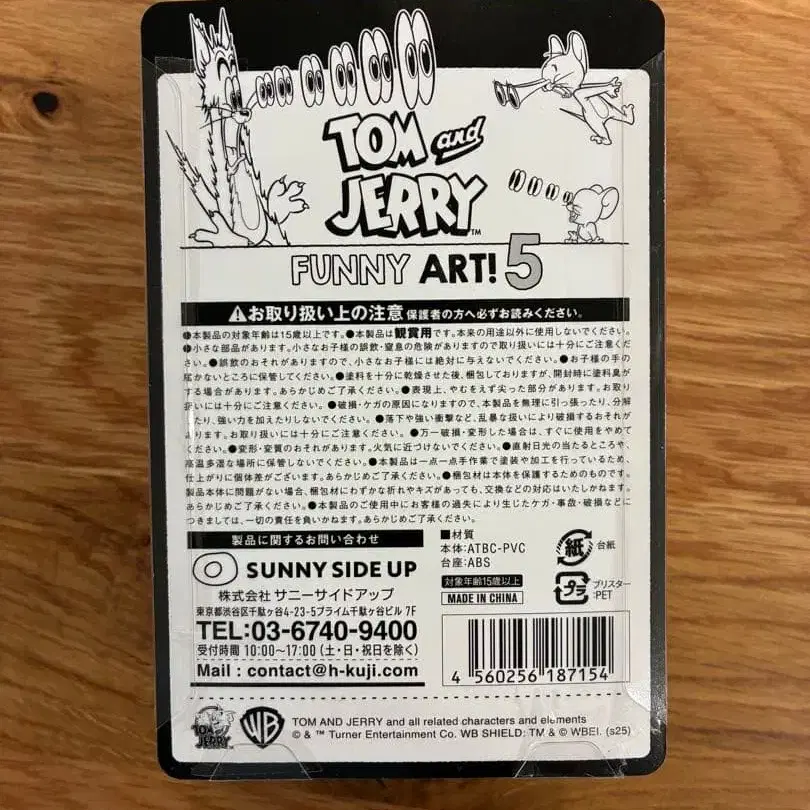 TOM and
JERRY™
FUNNY ART! 5
⚠お取り扱い上の注意 保護者の方へ必ずお読みください。
●本製品の対象年齢は15歳以上です。●本製品は観賞用です。本来の用途以外に使用しないでください。
●小さな部品があります。小さなお子様の誤飲・窒息の危険がありますので取り扱いには十分にご注意くださ
い。●誤飲のおそれがありますので、小さなお子様には絶対に与えないでください。●お子様の手の
届かないところに保管してください。●塗料を十分に乾燥させた後、梱包しておりますが、開封時に塗料臭が
する場合があります。あらかじめご了承ください。●表現上、やむをえず尖った部分があります。お取り
扱いには十分にご注意ください。●破損・ケガの原因になりますので、本製品を無理に引っ張ったり、分解し
たり、強い力を加えたりしないでください。●落下や強い衝撃など、乱暴な扱いにより破損するおそれが
あります。お取り扱いには十分にご注意ください。●万一破損・変形した場合は、すぐに使用をやめて
ください。●変形・変質のおそれがあります。火気に近づけないでください。●直射日光の当たるところや、
高温多湿な場所に保管しないでください。●本製品は一点一点手作業で塗装や加工を行っているため、
仕上がりに個体差がございます。あらかじめご了承ください。●梱包材は本体を保護するためのものです。
製品本体に問題がない場合、梱包材にわずかな折れやキズがあっても、交換などの対応はいたしかねます。
あらかじめご了承ください。●本製品のご使用中にお客様の過失により生じたケガ・事故・破損などに
つきましては、一切の責任を負いかねます。あらかじめご了承ください。
製品に関するお問い合わせ
SUNNY SIDE UP
株式会社 サニーサイドアップ
東京都渋谷区千駄ヶ谷4-23-5プライム千駄ヶ谷ビル 7F
TEL:03-6740-9400
受付時間 10:00〜17:00（土・日・祝日を除く）
Mail : contact@h-kuji.com
■材質
本体:ATBC-PVC
台座:ABS
対象年齢15歳以上
MADE IN CHINA
紙 台紙
プラ ブリスター
:PET
4 560256 187154
TOM and JERRY
WB
TOM AND JERRY and all related characters and elements
© & ™ Turner Entertainment Co. WB SHIELD: TM & © WBEI. (s25)